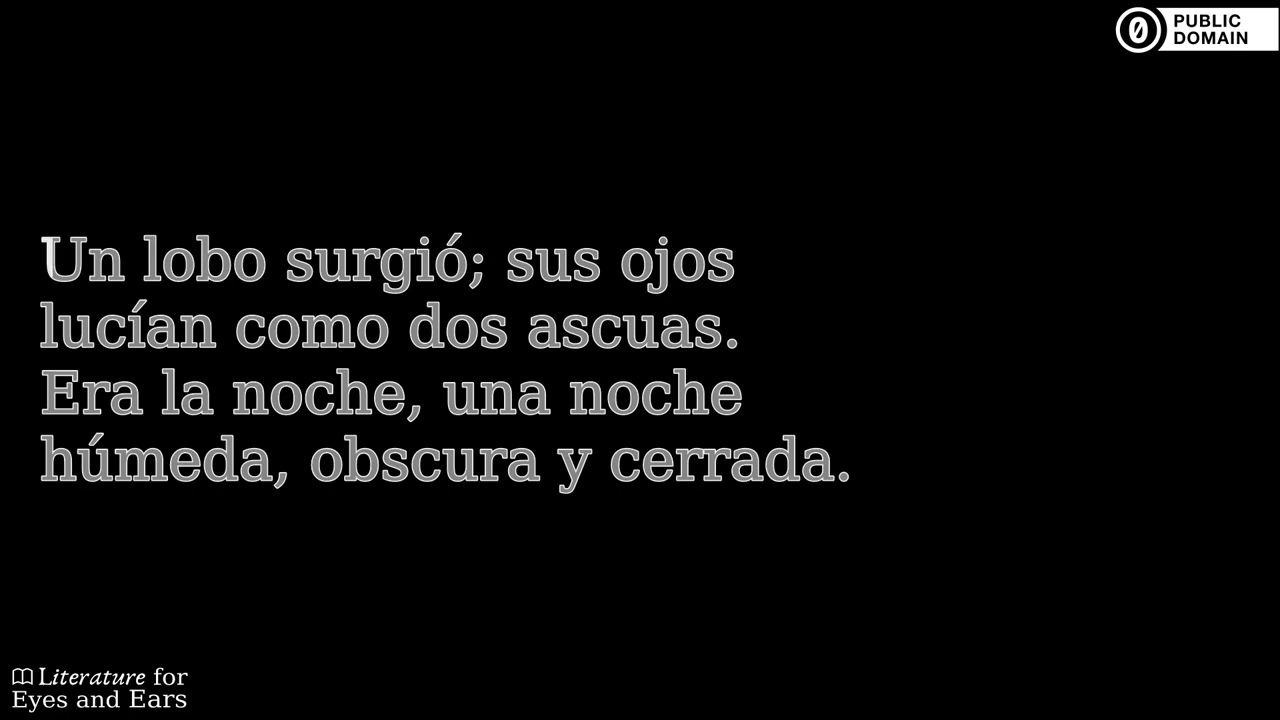 PUBLIC
DOMAIN
Un lobo surgió; sus ojos
lucían como dos ascuas.
Era la noche, una noche
húmeda, obscura y cerrada.
Literature for
Eyes and Ears